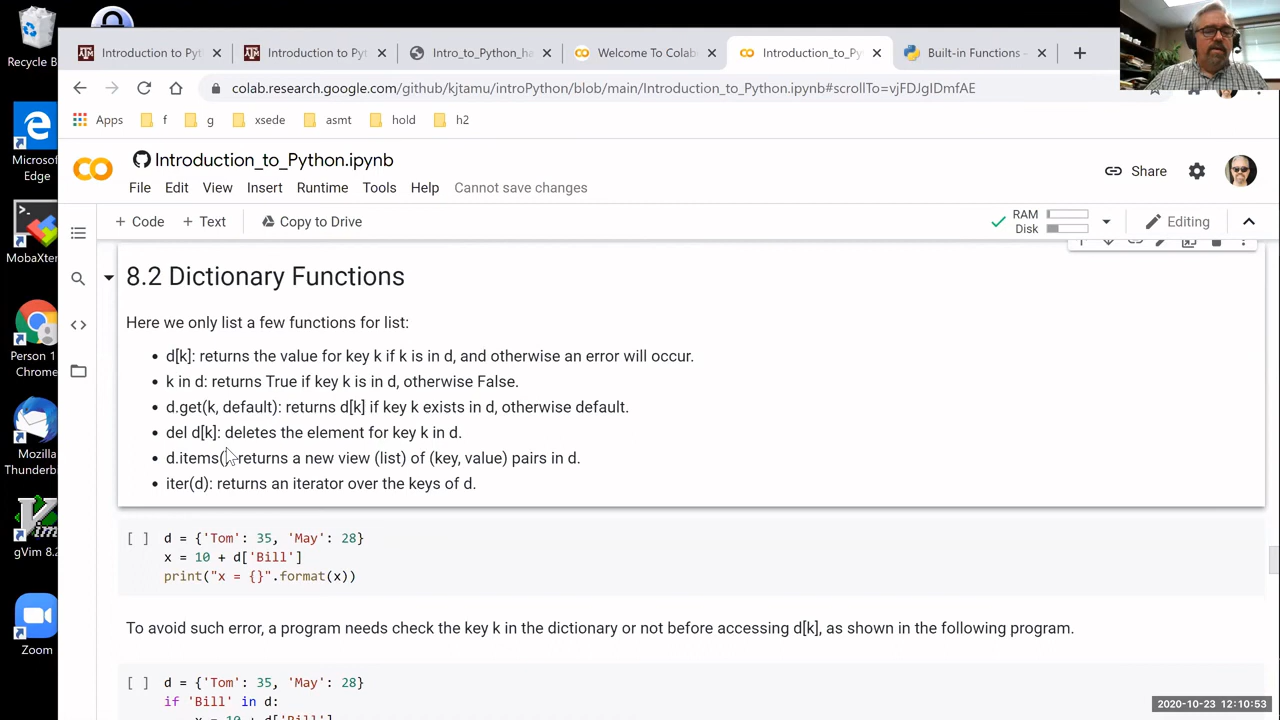 Recycle B
Introduction to Pyt
Introduction to Pyt
Intro_to_Pytho
Welcome To Colab
Introduction_to_Py
Built-in Functions -
colab.research.google.com/github/kjtamu/introPython/blob/main/Introduction_to_Python.ipynb#scrollTo=vjFDJgIDmfAE
Apps f g xsede asmt hold h2
Microsof
Edge
Introduction_to_Python.ipynb
File Edit View Insert Runtime Tools Help Cannot save changes
Share
+ Code + Text Copy to Drive
RAM
Disk
Editing
MobaXter
8.2 Dictionary Functions
Here we only list a few functions for list:
• d[k]: returns the value for key k if k is in d, and otherwise an error will occur.
• k in d: returns True if key k is in d, otherwise False.
• d.get(k, default): returns d[k] if key k exists in d, otherwise default.
• del d[k]: deletes the element for key k in d.
• d.items(): returns a new view (list) of (key, value) pairs in d.
• iter(d): returns an iterator over the keys of d.
Person 1
Chrome
Mozilla
Thunderb
gVim 8.2
Zoom
[ ] d = {'Tom': 35, 'May': 28}
x = 10 + d['Bill']
print("x = {}".format(x))
To avoid such error, a program needs check the key k in the dictionary or not before accessing d[k], as shown in the following program.
[ ] d = {'Tom': 35, 'May': 28}
if 'Bill' in d:
x = 10 + d['Bill']
2020-10-23 12:10:53